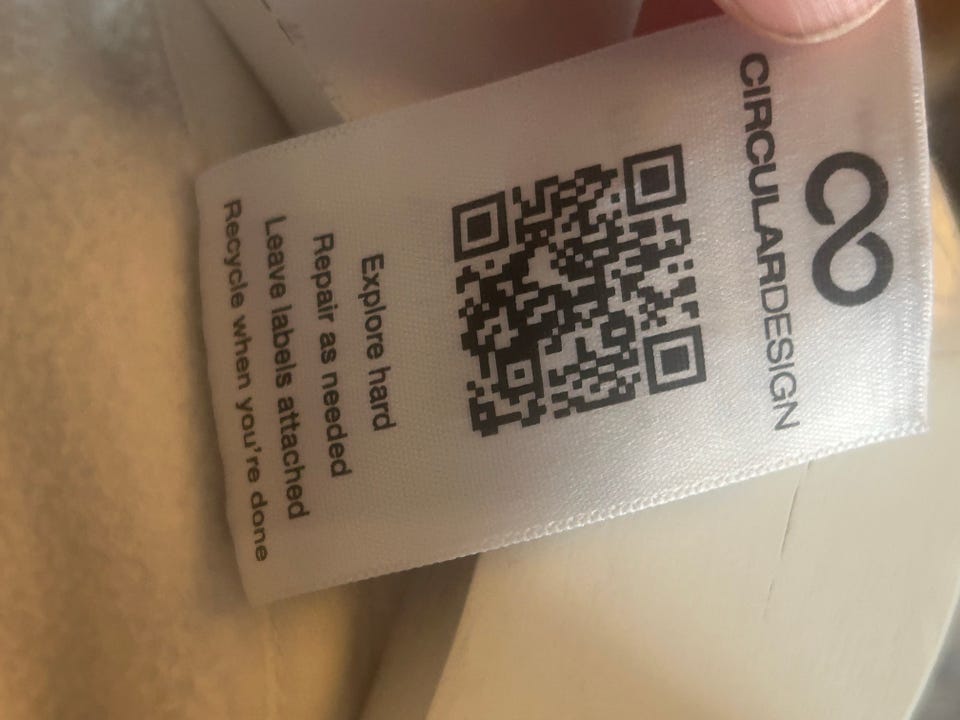 CIRCULARDESIGN
Explore hard
Repair as needed
Leave labels attached
Recycle when you're done